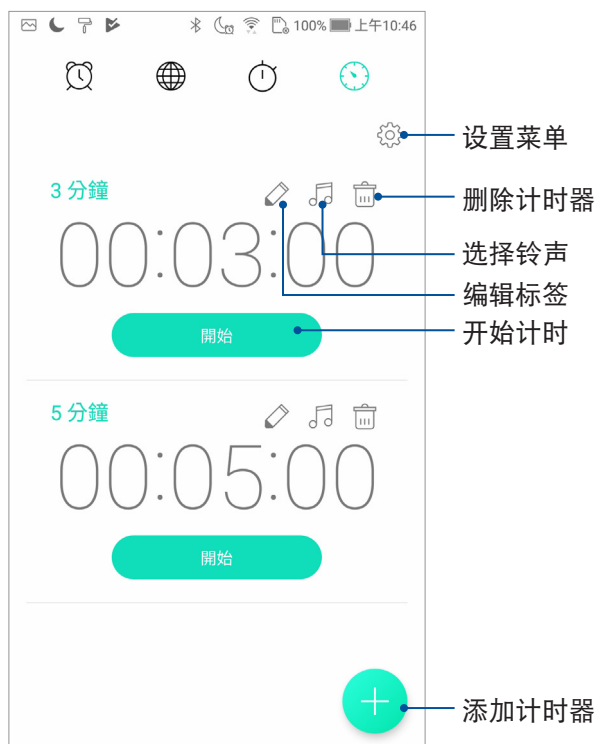 100% 上午10:46
设置菜单
3 分鐘
删除计时器
00:03:00
选择铃声
编辑标签
開始
开始计时
5 分鐘
00:05:00
開始
添加计时器